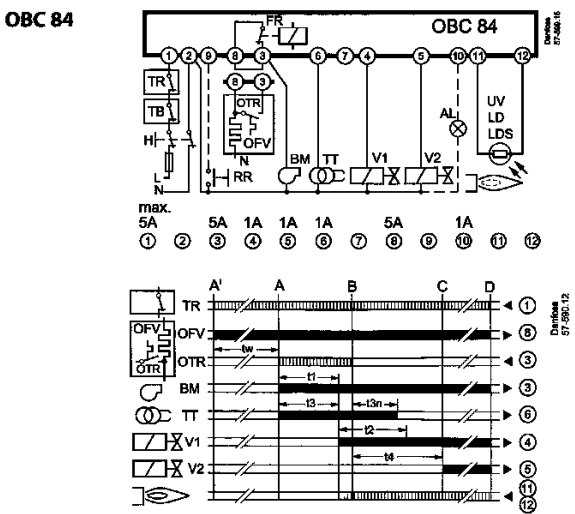 OBC 84
FR
OBC 84
Danfoss
57-590.15
1 2 9 8 3 6 7 4 5 10 11 12
TR
TB
H
L
N
8 3
OTR
OFV
N
RR
BM
TT
V1
V2
AL
UV
LD
LDS
max.
5A 5A 1A 1A 1A 5A 1A
1 2 3 4 5 6 7 8 9 10 11 12
A' A B C D
TR 1
OFV
OTR
OFV 8
tw
OTR 3
t1
BM 3
t3 t3n
TT 6
t2
V1 4
t4
V2 5
11
12
Danfoss
57-590.12